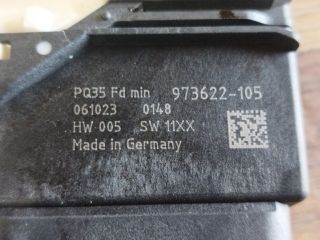 PQ35 Fd min 973622-105
061023 0148
HW 005 SW 11XX
Made in Germany